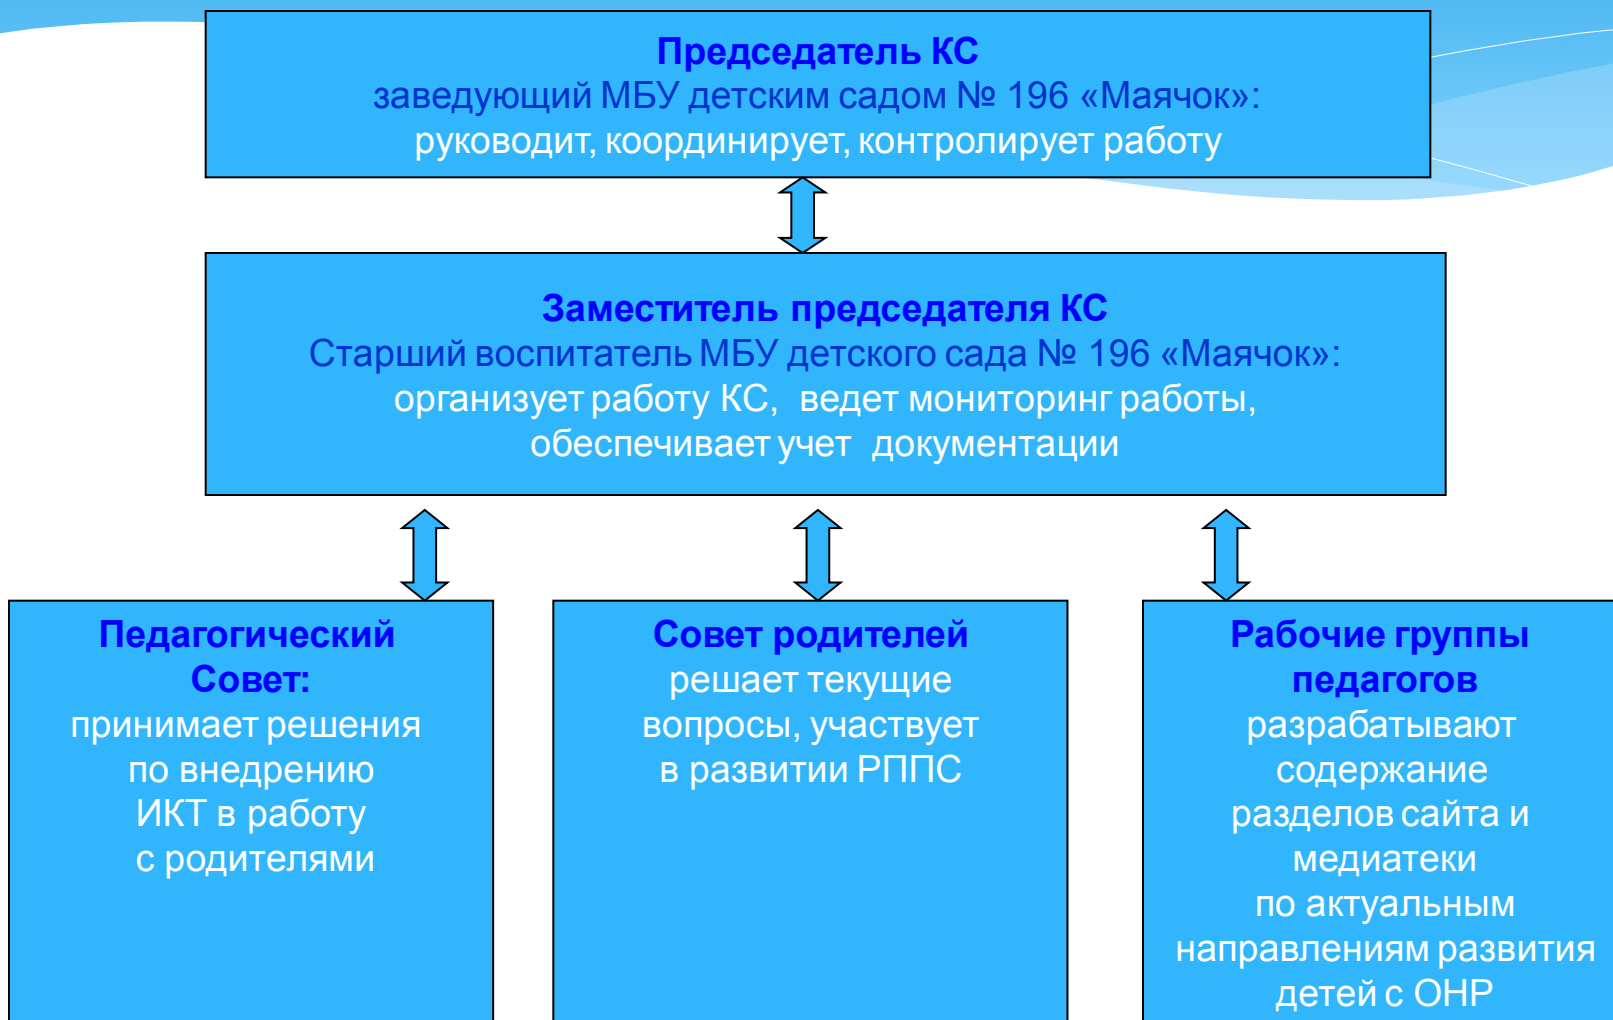 Председатель КС
заведующий МБУ детским садом № 196 «Маячок»:
руководит, координирует, контролирует работу
Заместитель председателя КС
Старший воспитатель МБУ детского сада № 196 «Маячок»:
организует работу КС, ведет мониторинг работы,
обеспечивает учет документации
Педагогический
Совет:
принимает решения
по внедрению
ИКТ в работу
с родителями
Совет родителей
решает текущие
вопросы, участвует
в развитии РППС
Рабочие группы
педагогов
разрабатывают
содержание
разделов сайта и
медиатеки
по актуальным
направлениям развития
детей с ОНР